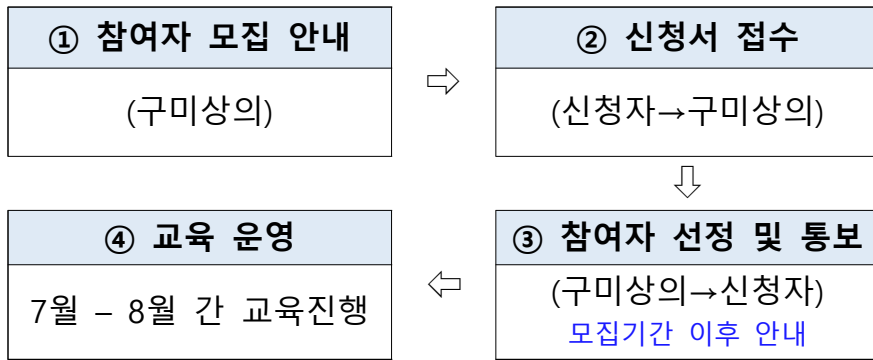 ① 참여자 모집 안내
(구미상의)
⇨
② 신청서 접수
(신청자→구미상의)
⇩
③ 참여자 선정 및 통보
(구미상의→신청자)
모집기간 이후 안내
⇦
④ 교육 운영
7월 – 8월 간 교육진행